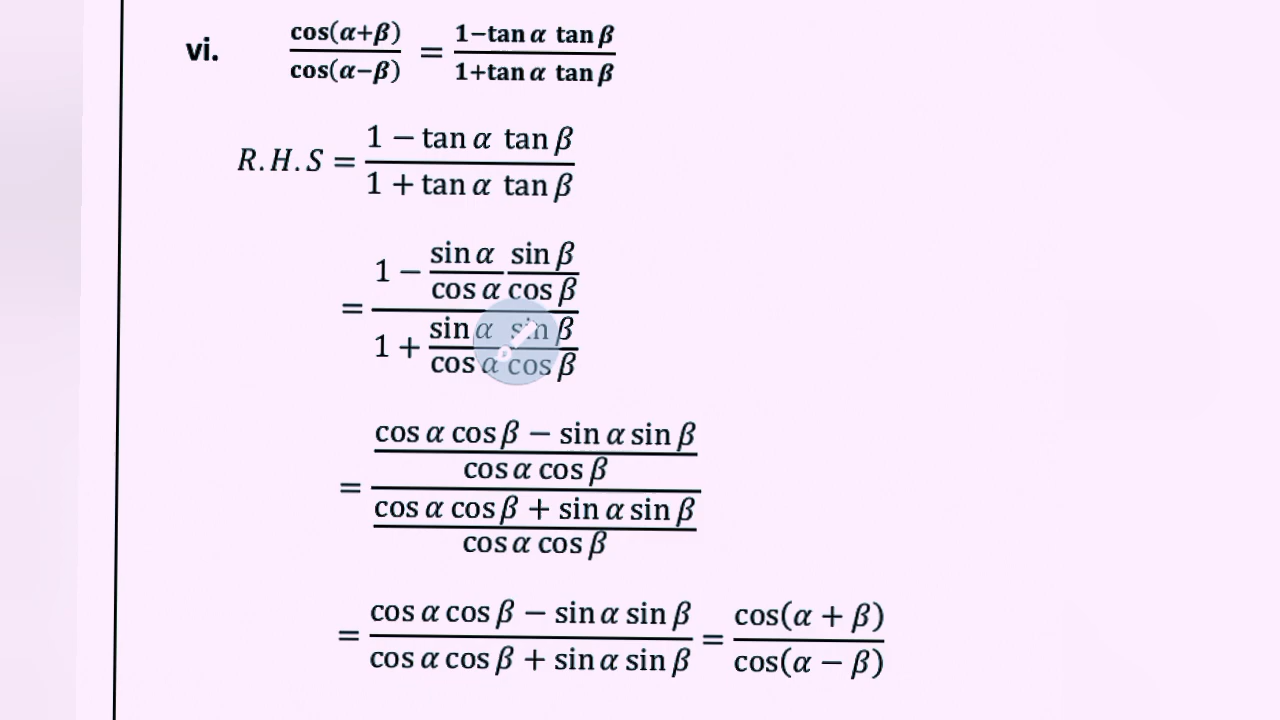 vi. cos(α+β)/cos(α−β) = 1−tan α tan β/1+tan α tan β
R.H.S = 1 − tan α tan β/1 + tan α tan β
= 1 − sin α/cos α sin β/cos β/1 + sin α/cos α sin β/cos β
= cos α cos β − sin α sin β/cos α cos β/cos α cos β + sin α sin β/cos α cos β
= cos α cos β − sin α sin β/cos α cos β + sin α sin β = cos(α + β)/cos(α − β)